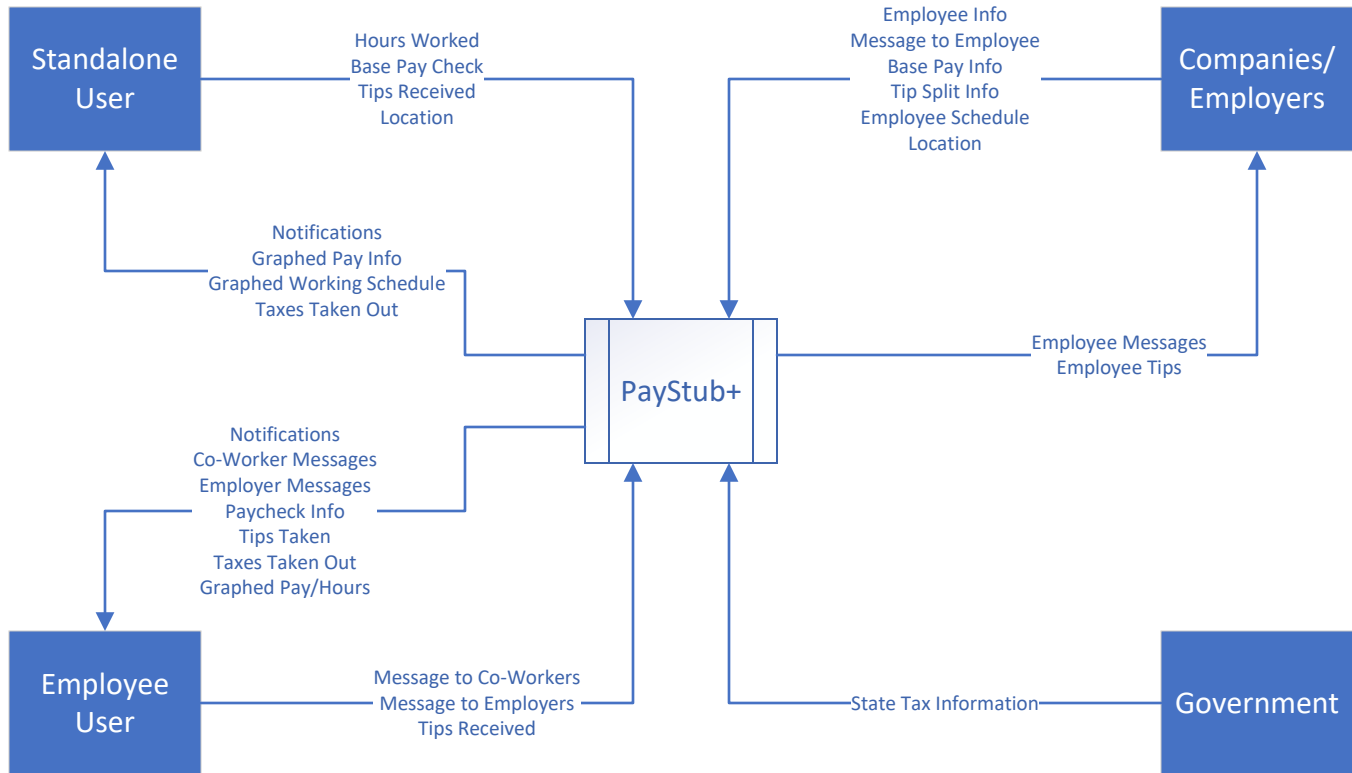 Standalone
User
Hours Worked
Base Pay Check
Tips Received
Location
Employee Info
Message to Employee
Base Pay Info
Tip Split Info
Employee Schedule
Location
Companies/
Employers
Notifications
Graphed Pay Info
Graphed Working Schedule
Taxes Taken Out
PayStub+
Employee Messages
Employee Tips
Notifications
Co-Worker Messages
Employer Messages
Paycheck Info
Tips Taken
Taxes Taken Out
Graphed Pay/Hours
Employee
User
Message to Co-Workers
Message to Employers
Tips Received
State Tax Information
Government